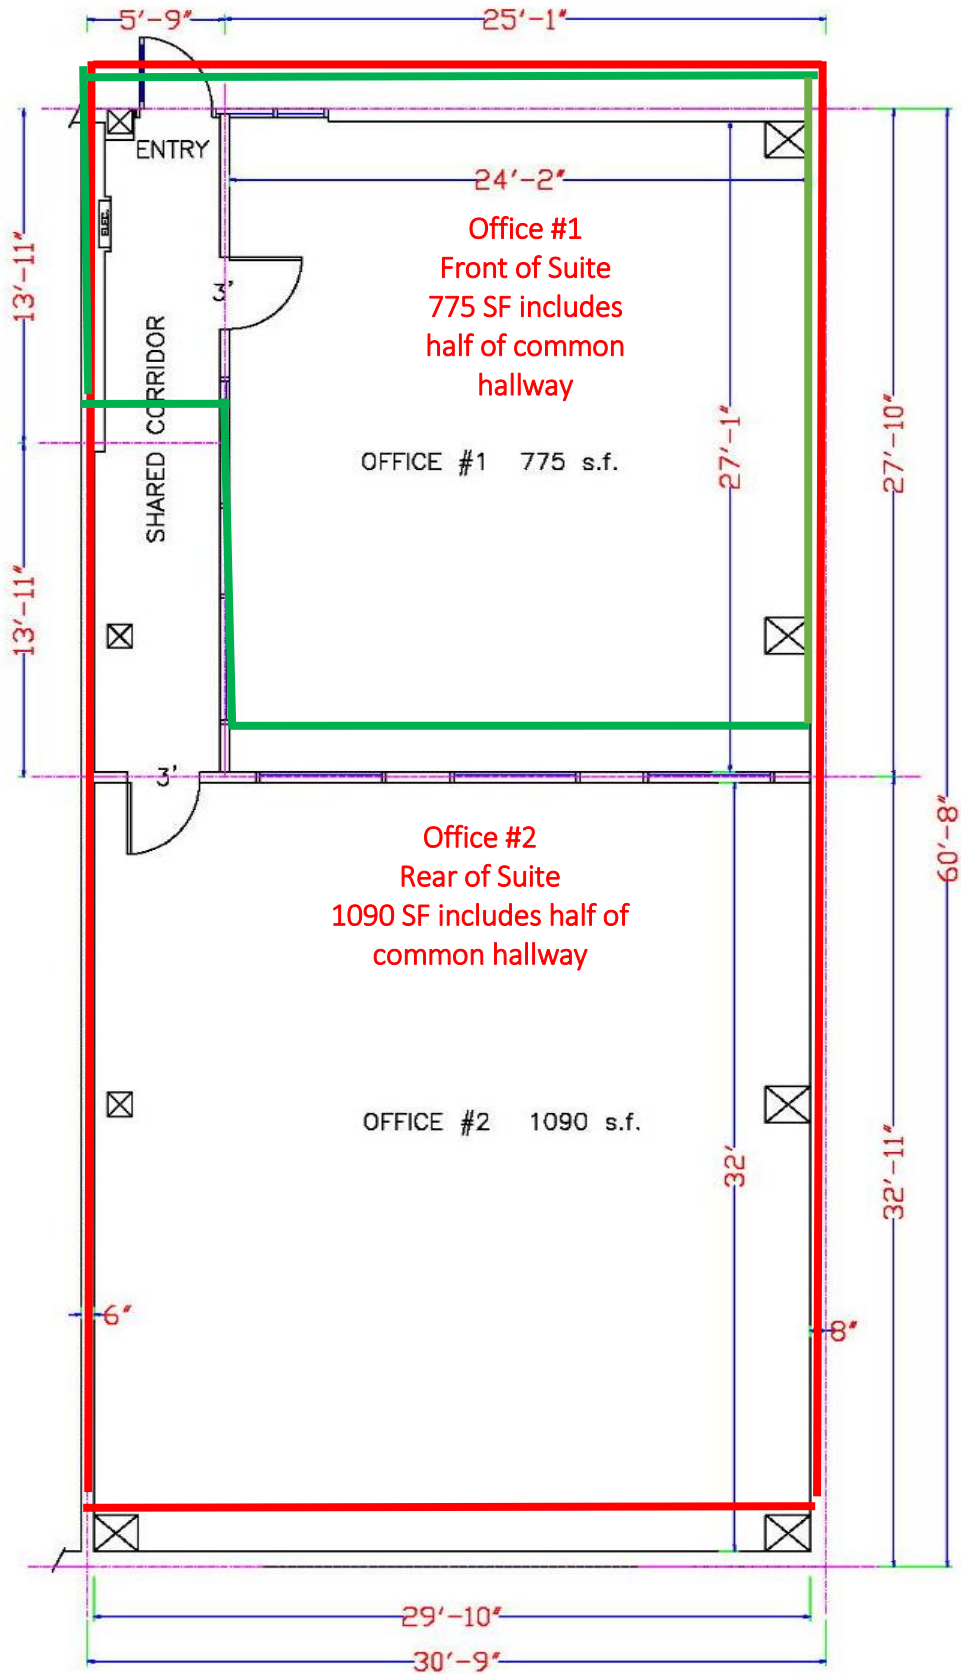 5'-9"
25'-1"
ENTRY
24'-2"
ELEC.
Office #1
Front of Suite
775 SF includes
half of common
hallway
13'-11"
3'
SHARED CORRIDOR
27'-1"
27'-10"
OFFICE #1 775 s.f.
13'-11"
3'
60'-8"
Office #2
Rear of Suite
1090 SF includes half of
common hallway
OFFICE #2 1090 s.f.
32'
32'-11"
6"
8"
29'-10"
30'-9"